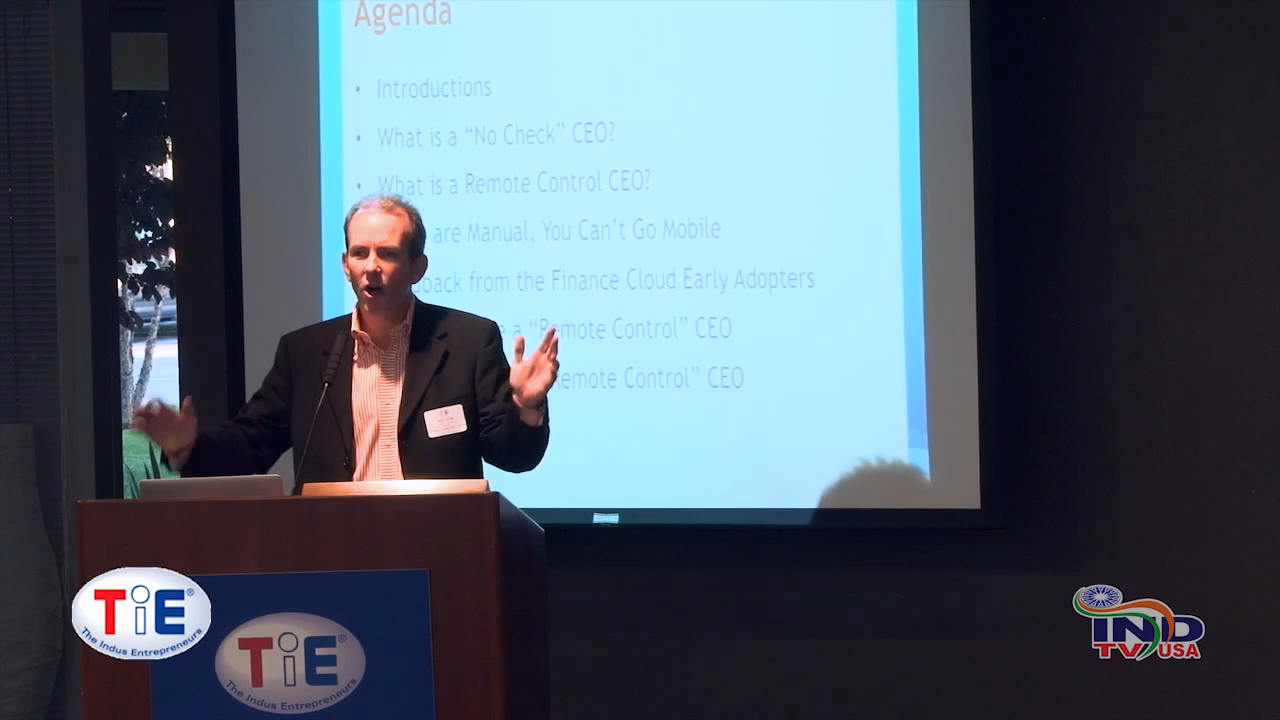 Agenda
• Introductions
• What is a “No Check” CEO?
• What is a Remote Control CEO?
are Manual, You Can’t Go Mobile
back from the Finance Cloud Early Adopters
a “Remote Control” CEO
Remote Control” CEO
TiE®
The Indus Entrepreneurs
TiE®
The Indus Entrepreneurs
IND
TV USA